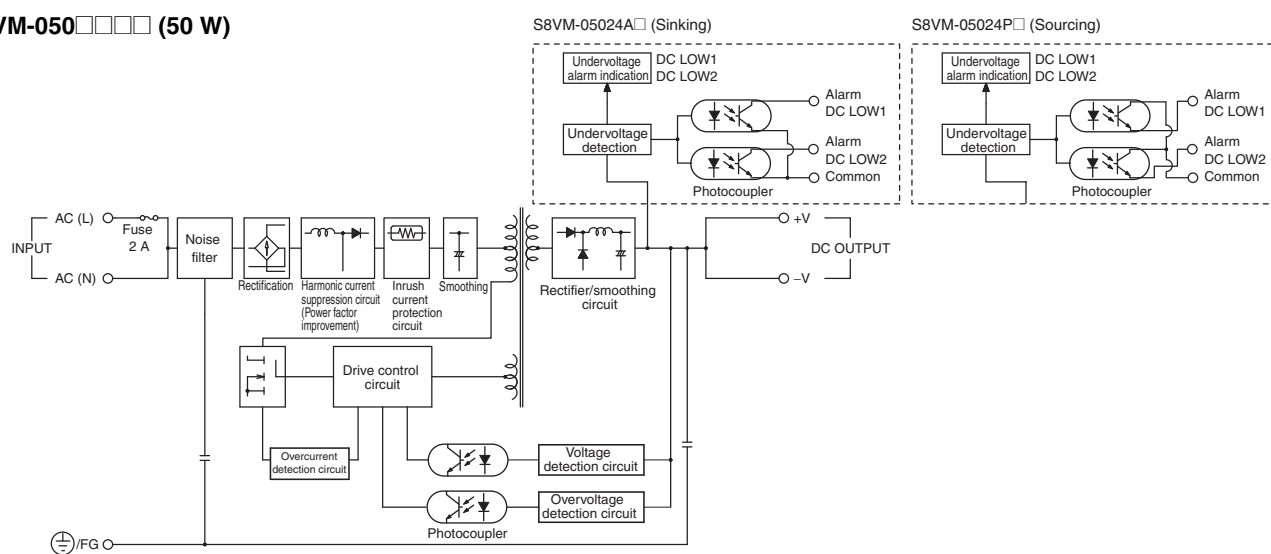 VM-050□□□□ (50 W)
S8VM-05024A□ (Sinking)
S8VM-05024P□ (Sourcing)
Undervoltage
alarm indication
DC LOW1
DC LOW2
Alarm
DC LOW1
Undervoltage
detection
Alarm
DC LOW2
Common
Photocoupler
Undervoltage
alarm indication
DC LOW1
DC LOW2
Alarm
DC LOW1
Undervoltage
detection
Alarm
DC LOW2
Common
Photocoupler
INPUT
AC (L)
Fuse
2 A
AC (N)
Noise
filter
Rectification
Harmonic current
suppression circuit
(Power factor
improvement)
Inrush
current
protection
circuit
Smoothing
Rectifier/smoothing
circuit
+V
DC OUTPUT
–V
Drive control
circuit
Overcurrent
detection circuit
Voltage
detection circuit
Overvoltage
detection circuit
Photocoupler
/FG